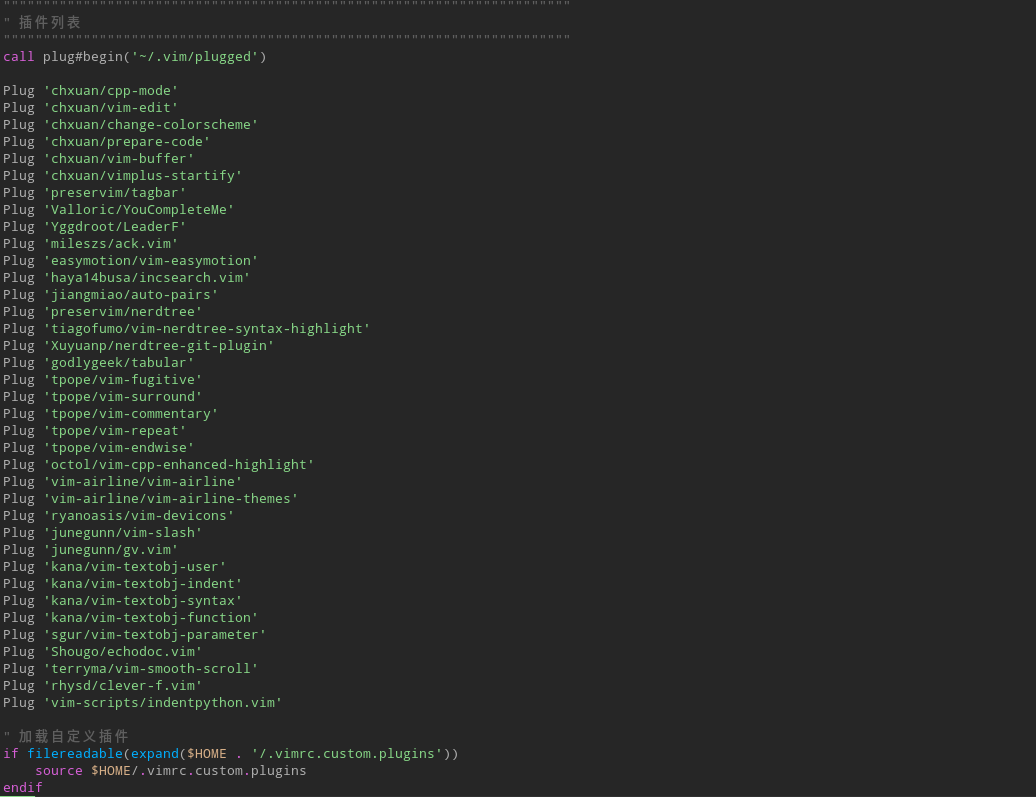 """"""""""""""""""""""""""""""""""""""""""""""""""""""""""""""""""""""""
" 插件列表
""""""""""""""""""""""""""""""""""""""""""""""""""""""""""""""""""""""""
call plug#begin('~/.vim/plugged')
Plug 'chxuan/cpp-mode'
Plug 'chxuan/vim-edit'
Plug 'chxuan/change-colorscheme'
Plug 'chxuan/prepare-code'
Plug 'chxuan/vim-buffer'
Plug 'chxuan/vimplus-startify'
Plug 'preservim/tagbar'
Plug 'Valloric/YouCompleteMe'
Plug 'Yggdroot/LeaderF'
Plug 'mileszs/ack.vim'
Plug 'easymotion/vim-easymotion'
Plug 'haya14busa/incsearch.vim'
Plug 'jiangmiao/auto-pairs'
Plug 'preservim/nerdtree'
Plug 'tiagofumo/vim-nerdtree-syntax-highlight'
Plug 'Xuyuanp/nerdtree-git-plugin'
Plug 'godlygeek/tabular'
Plug 'tpope/vim-fugitive'
Plug 'tpope/vim-surround'
Plug 'tpope/vim-commentary'
Plug 'tpope/vim-repeat'
Plug 'tpope/vim-endwise'
Plug 'octol/vim-cpp-enhanced-highlight'
Plug 'vim-airline/vim-airline'
Plug 'vim-airline/vim-airline-themes'
Plug 'ryanoasis/vim-devicons'
Plug 'junegunn/vim-slash'
Plug 'junegunn/gv.vim'
Plug 'kana/vim-textobj-user'
Plug 'kana/vim-textobj-indent'
Plug 'kana/vim-textobj-syntax'
Plug 'kana/vim-textobj-function'
Plug 'sgur/vim-textobj-parameter'
Plug 'Shougo/echodoc.vim'
Plug 'terryma/vim-smooth-scroll'
Plug 'rhysd/clever-f.vim'
Plug 'vim-scripts/indentpython.vim'
" 加载自定义插件
if filereadable(expand($HOME . '/.vimrc.custom.plugins'))
    source $HOME/.vimrc.custom.plugins
endif